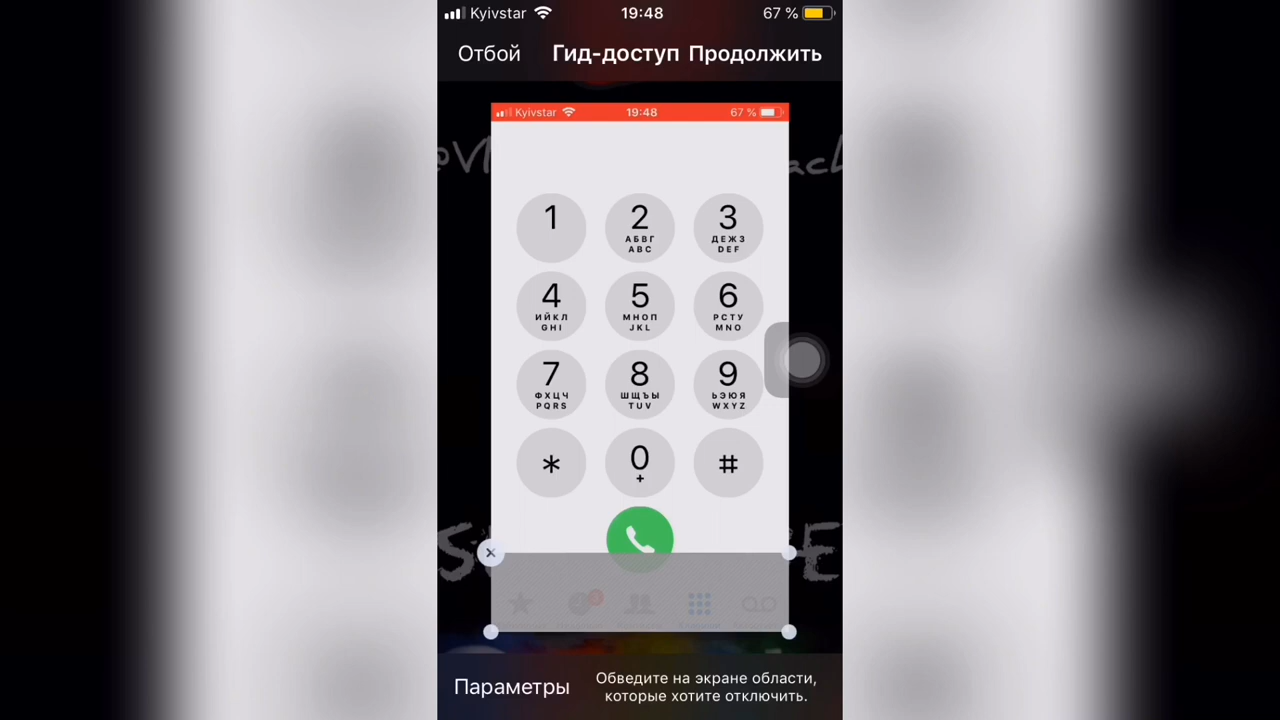 Kyivstar 19:48 67 %
Отбой Гид-доступ Продолжить
Kyivstar 19:48 67 %
1 2 3
АБВГ ДЕЖЗ
ABC DEF
4 5 6
ИЙКЛ МНОП РСТУ
GHI JKL MNO
7 8 9
ФХЦЧ ШЩЪЫ ЬЭЮЯ
PQRS TUV WXYZ
* 0 #
+
Параметры
Обведите на экране области,
которые хотите отключить.